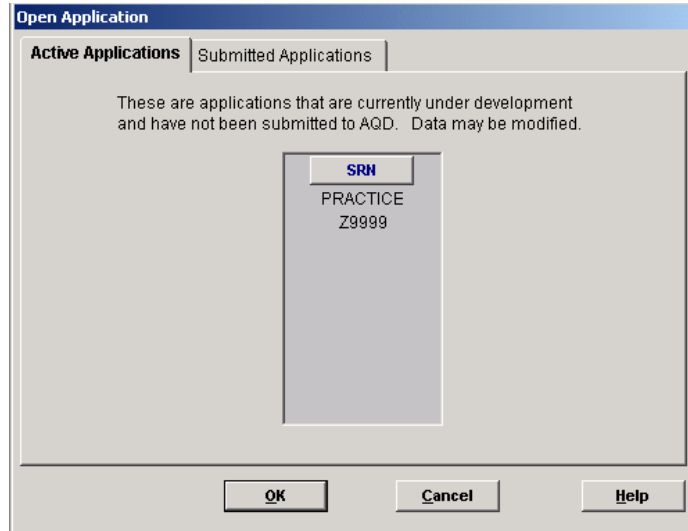 Open Application
Active Applications
Submitted Applications
These are applications that are currently under development
and have not been submitted to AQD. Data may be modified.
SRN
PRACTICE
Z9999
OK
Cancel
Help